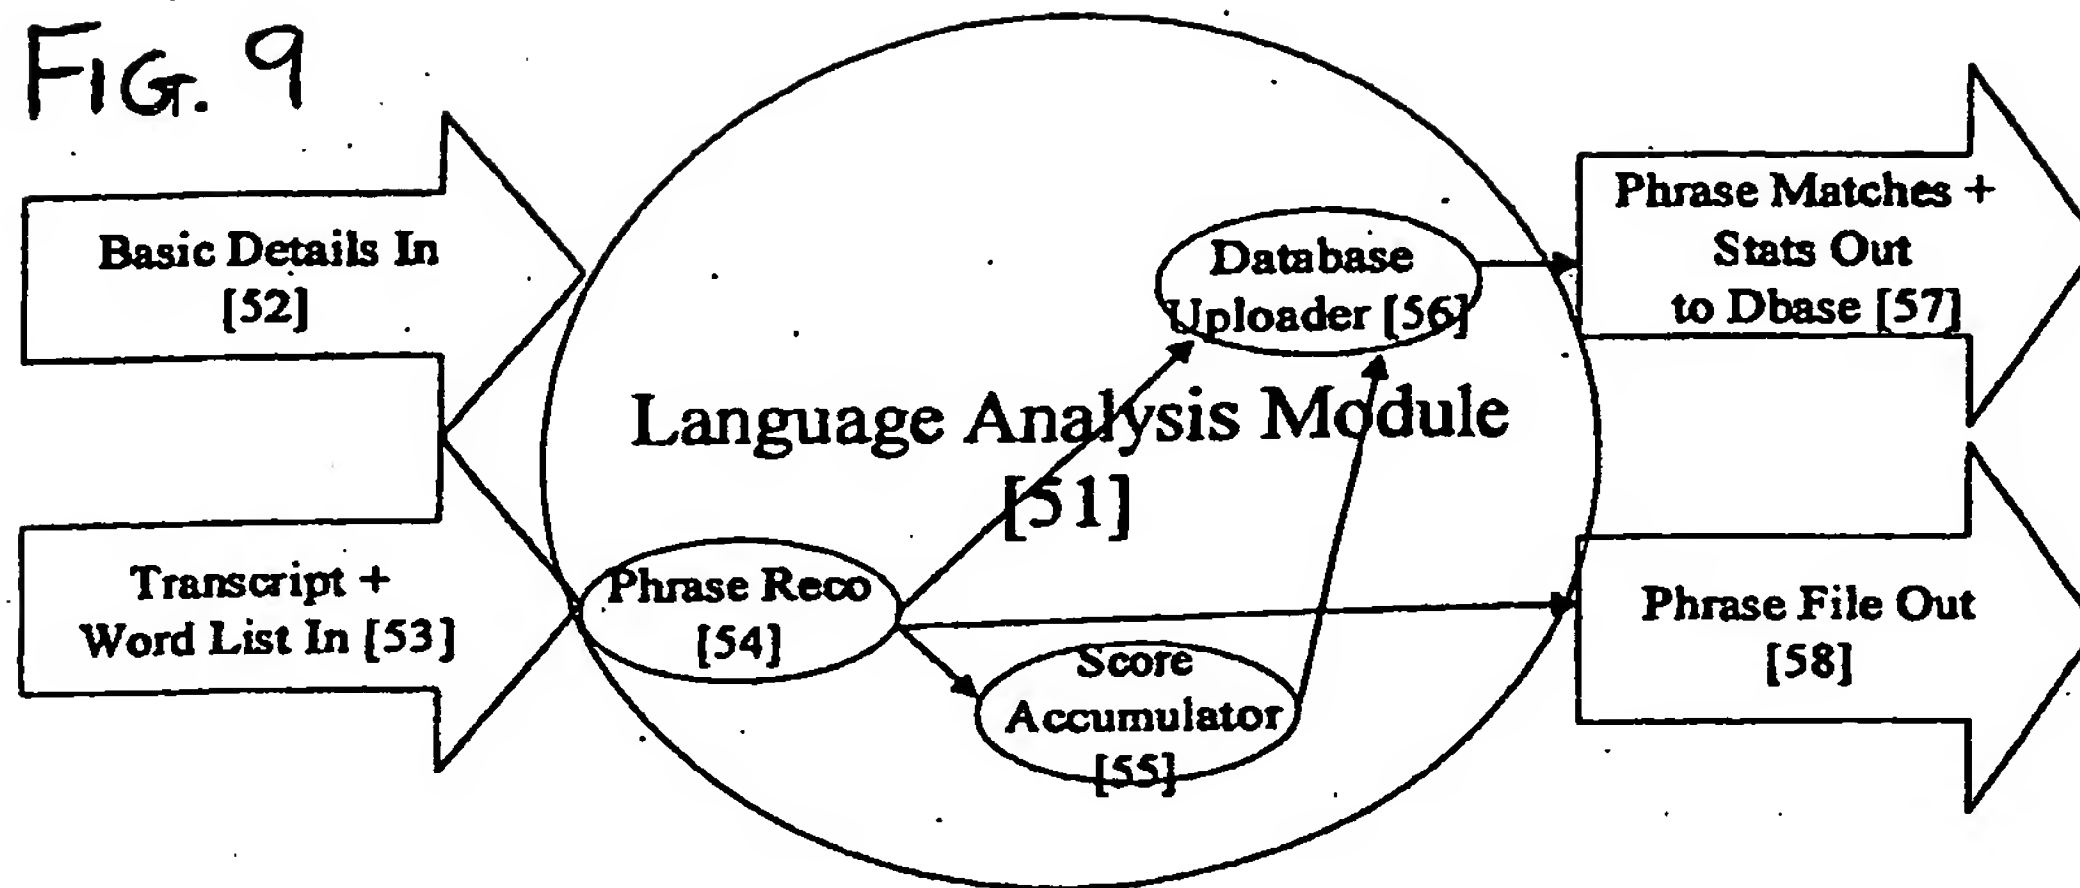 FIG. 9
Basic Details In
[52]
Transcript +
Word List In [53]
Language Analysis Module
[51]
Phrase Reco
[54]
Score
Accumulator
[55]
Database
Uploader [56]
Phrase Matches +
Stats Out
to Dbase [57]
Phrase File Out
[58]